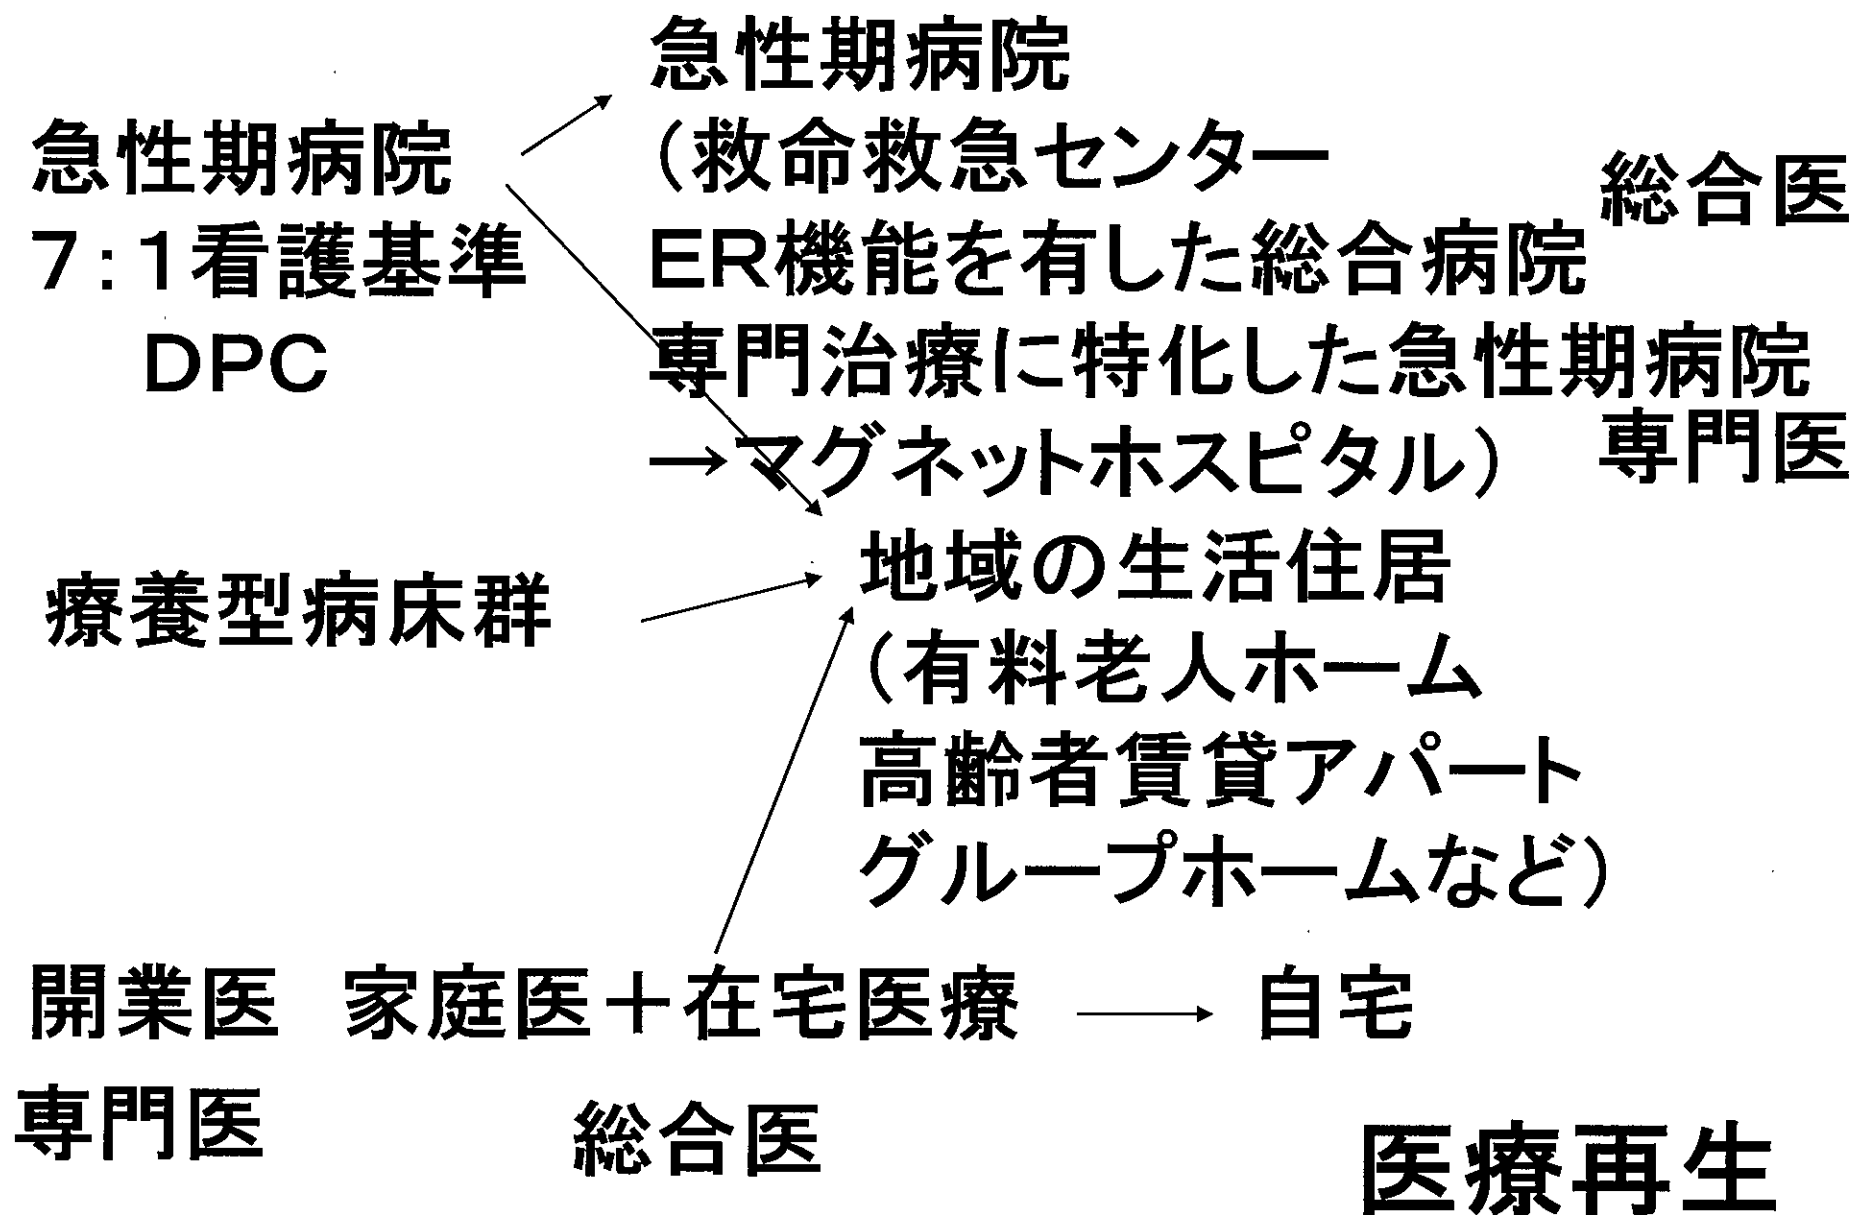 急性期病院
7:1看護基準
DPC
急性期病院
(救命救急センター
ER機能を有した総合病院
専門治療に特化した急性期病院
→マグネットホスピタル)
総合医
専門医
療養型病床群
地域の生活住居
(有料老人ホーム
高齢者賃貸アパート
グループホームなど)
開業医 家庭医+在宅医療 → 自宅
専門医
総合医
医療再生